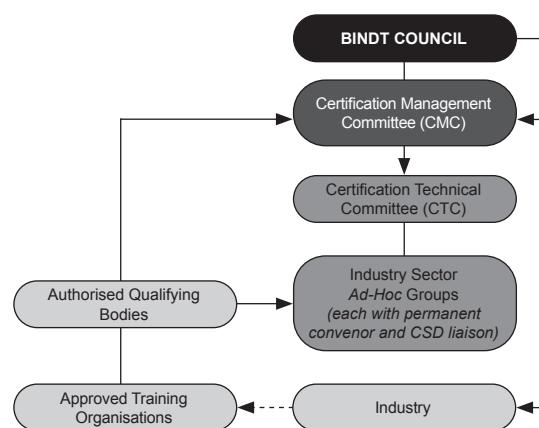 BINDT COUNCIL
Certification Management
Committee (CMC)
Certification Technical
Committee (CTC)
Industry Sector
Ad-Hoc Groups
(each with permanent
convenor and CSD liaison)
Authorised Qualifying
Bodies
Approved Training
Organisations
Industry